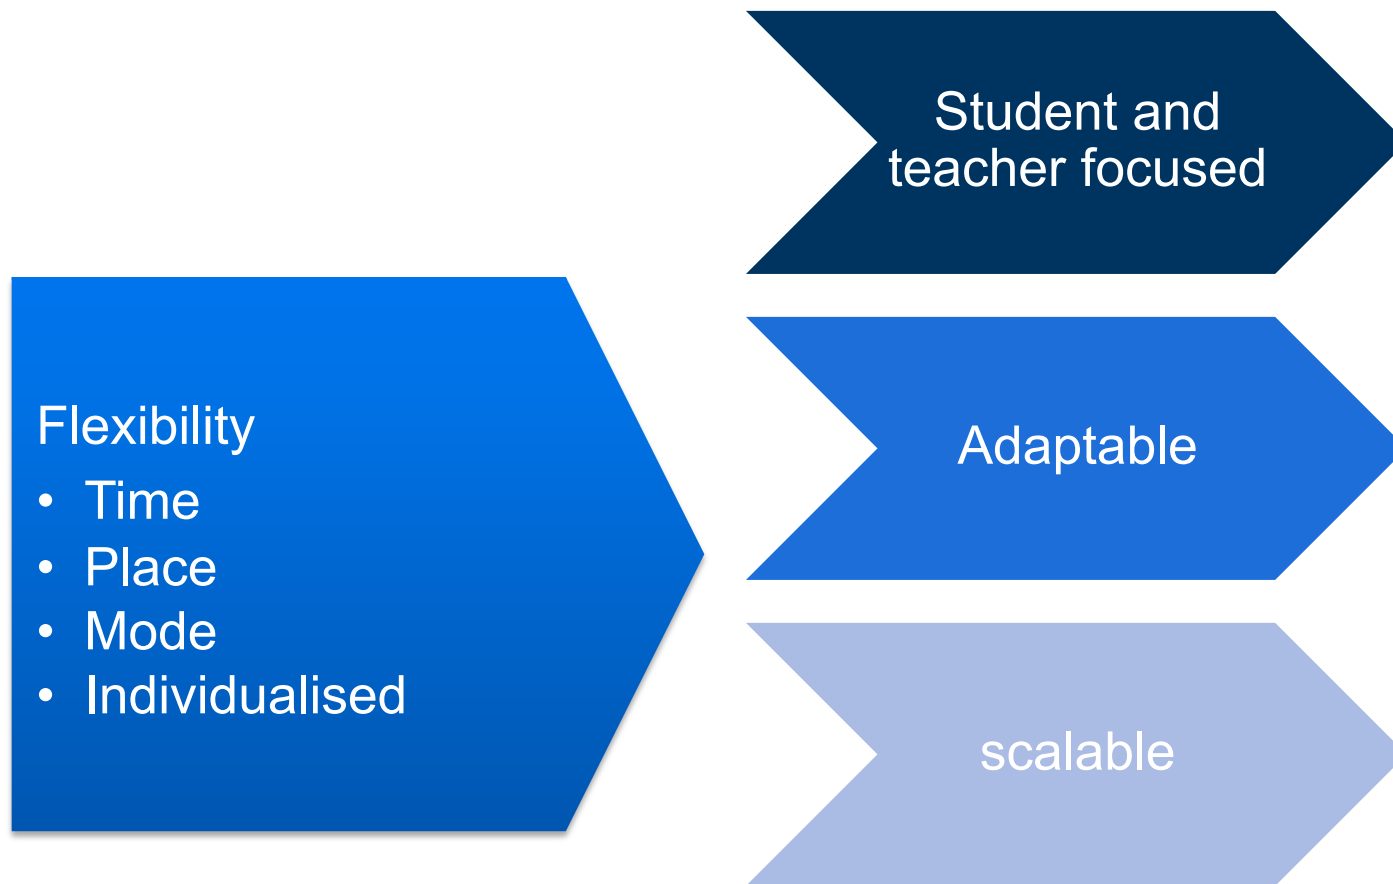 Flexibility
• Time
• Place
• Mode
• Individualised
Student and
teacher focused
Adaptable
scalable